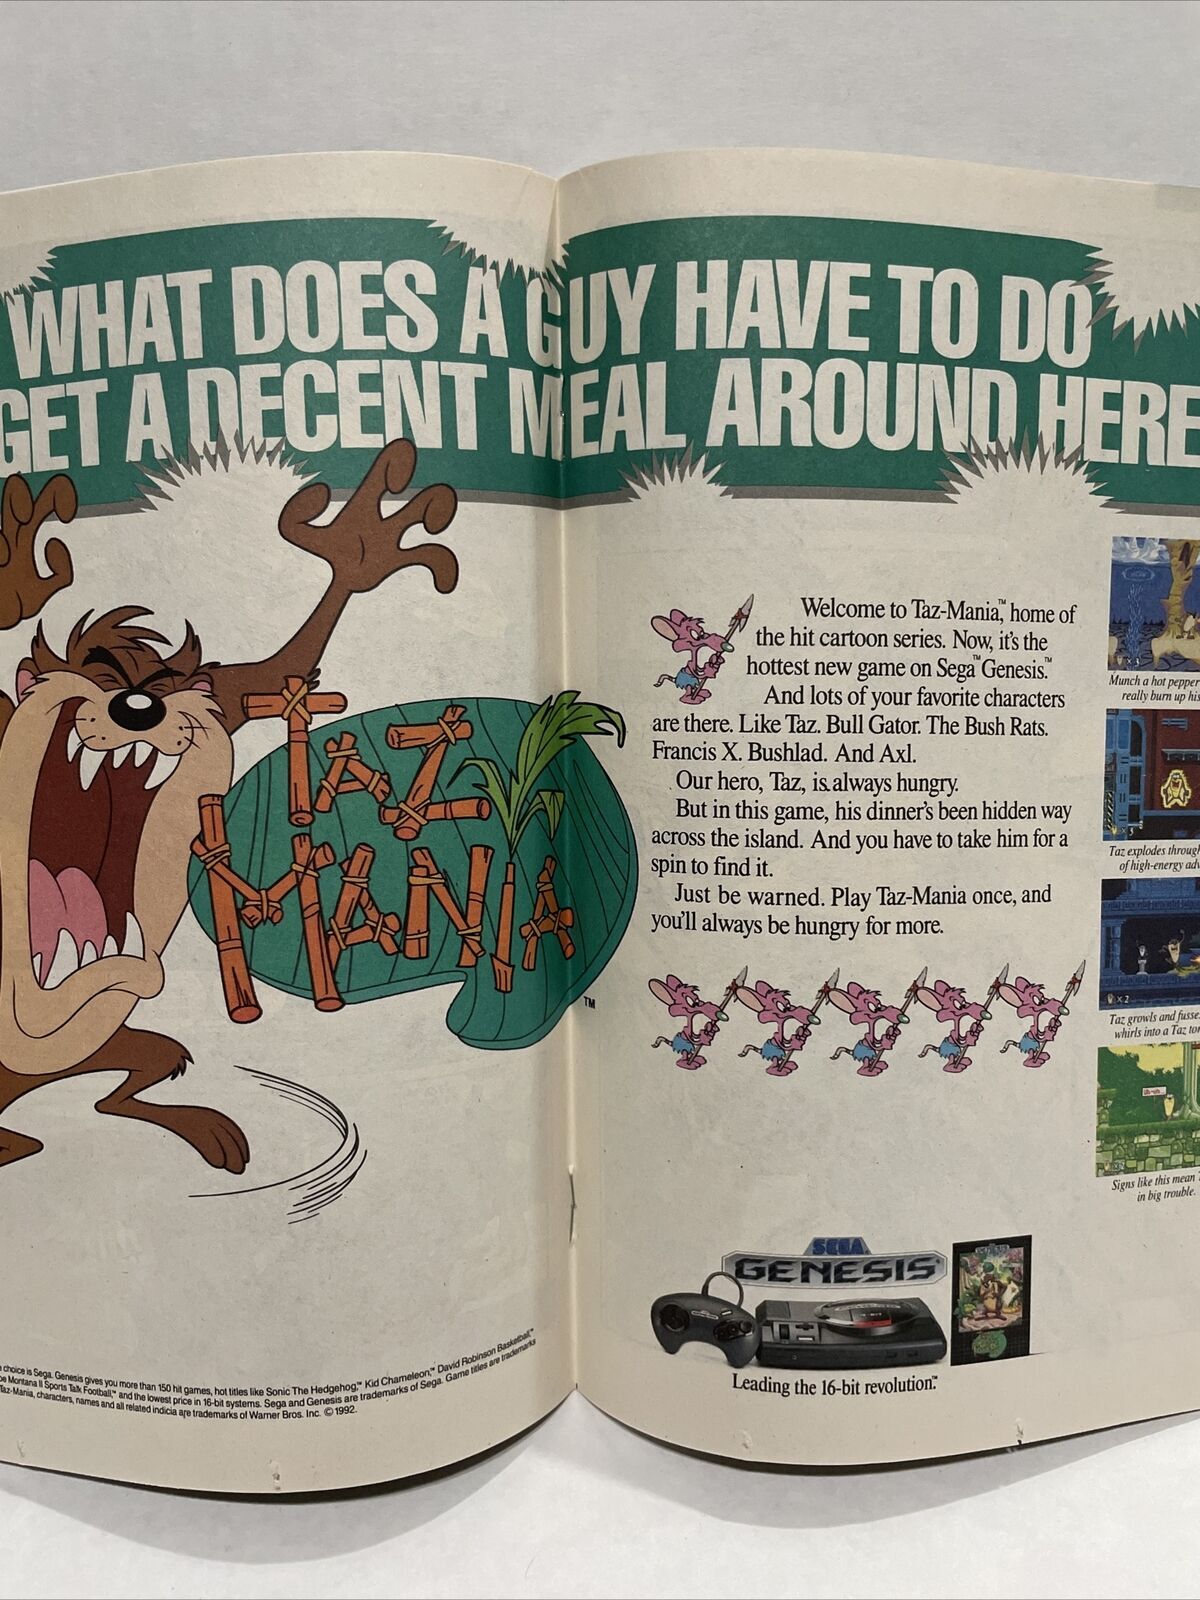 WHAT DOES A GUY HAVE TO DO
GET A DECENT MEAL AROUND HERE
TAZ
MANIA
TM
Welcome to Taz-Mania,™ home of
the hit cartoon series. Now, it's the
hottest new game on Sega™ Genesis.™
And lots of your favorite characters
are there. Like Taz. Bull Gator. The Bush Rats.
Francis X. Bushlad. And Axl.
Our hero, Taz, is always hungry.
But in this game, his dinner's been hidden way
across the island. And you have to take him for a
spin to find it.
Just be warned. Play Taz-Mania once, and
you'll always be hungry for more.
Munch a hot pepper
really burn up his
Taz explodes through
of high-energy adv
X 2
Taz growls and fusse
whirls into a Taz to
Signs like this mean
in big trouble.
SEGA
GENESIS
Leading the 16-bit revolution.™
choice is Sega. Genesis gives you more than 150 hit games, hot titles like Sonic The Hedgehog,™ Kid Chameleon,™ David Robinson Basketball,™
Montana II Sports Talk Football,™ and the lowest price in 16-bit systems. Sega and Genesis are trademarks of Sega. Game titles are trademarks
Taz-Mania, characters, names and all related indicia are trademarks of Warner Bros. Inc. © 1992.